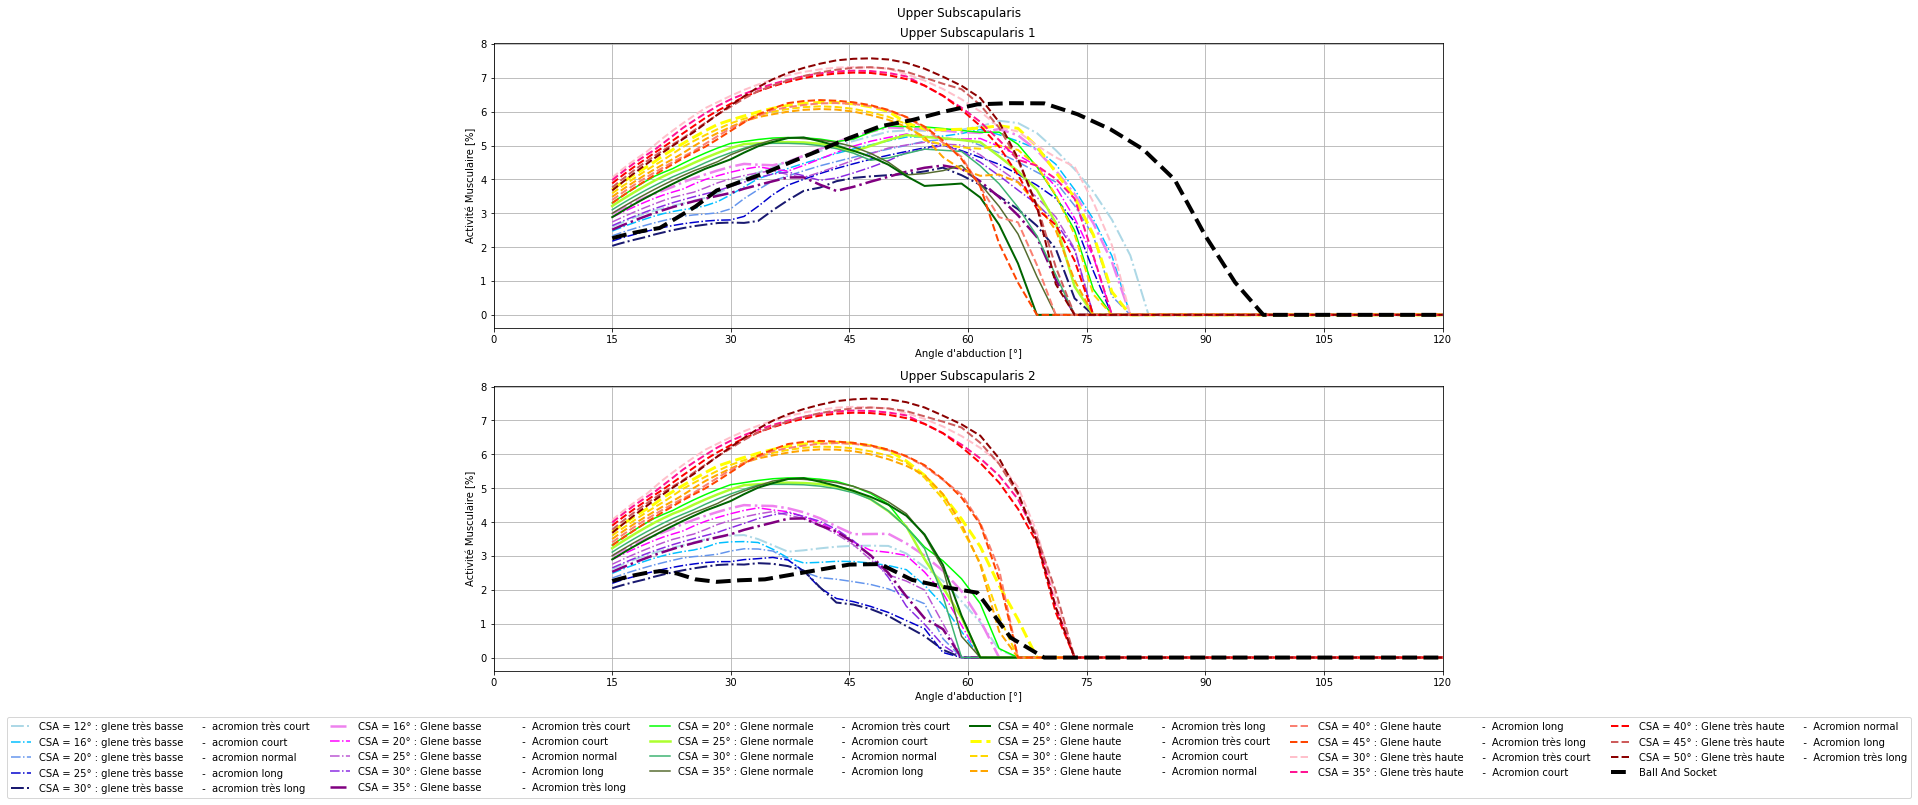 Upper Subscapularis
Upper Subscapularis 1
8
7
6
5
4
3
2
1
0
Activité Musculaire [%]
0 15 30 45 60 75 90 105 120
Angle d'abduction [°]
Upper Subscapularis 2
8
7
6
5
4
3
2
1
0
Activité Musculaire [%]
0 15 30 45 60 75 90 105 120
Angle d'abduction [°]
CSA = 12° : glene très basse - acromion très court
CSA = 16° : glene très basse - acromion court
CSA = 20° : glene très basse - acromion normal
CSA = 25° : glene très basse - acromion long
CSA = 30° : glene très basse - acromion très long
CSA = 16° : Glene basse - Acromion très court
CSA = 20° : Glene basse - Acromion court
CSA = 25° : Glene basse - Acromion normal
CSA = 30° : Glene basse - Acromion long
CSA = 35° : Glene basse - Acromion très long
CSA = 20° : Glene normale - Acromion très court
CSA = 25° : Glene normale - Acromion court
CSA = 30° : Glene normale - Acromion normal
CSA = 35° : Glene normale - Acromion long
CSA = 40° : Glene normale - Acromion très long
CSA = 25° : Glene haute - Acromion très court
CSA = 30° : Glene haute - Acromion court
CSA = 35° : Glene haute - Acromion normal
CSA = 40° : Glene haute - Acromion long
CSA = 45° : Glene haute - Acromion très long
CSA = 30° : Glene très haute - Acromion très court
CSA = 35° : Glene très haute - Acromion court
CSA = 40° : Glene très haute - Acromion normal
CSA = 45° : Glene très haute - Acromion long
CSA = 50° : Glene très haute - Acromion très long
Ball And Socket